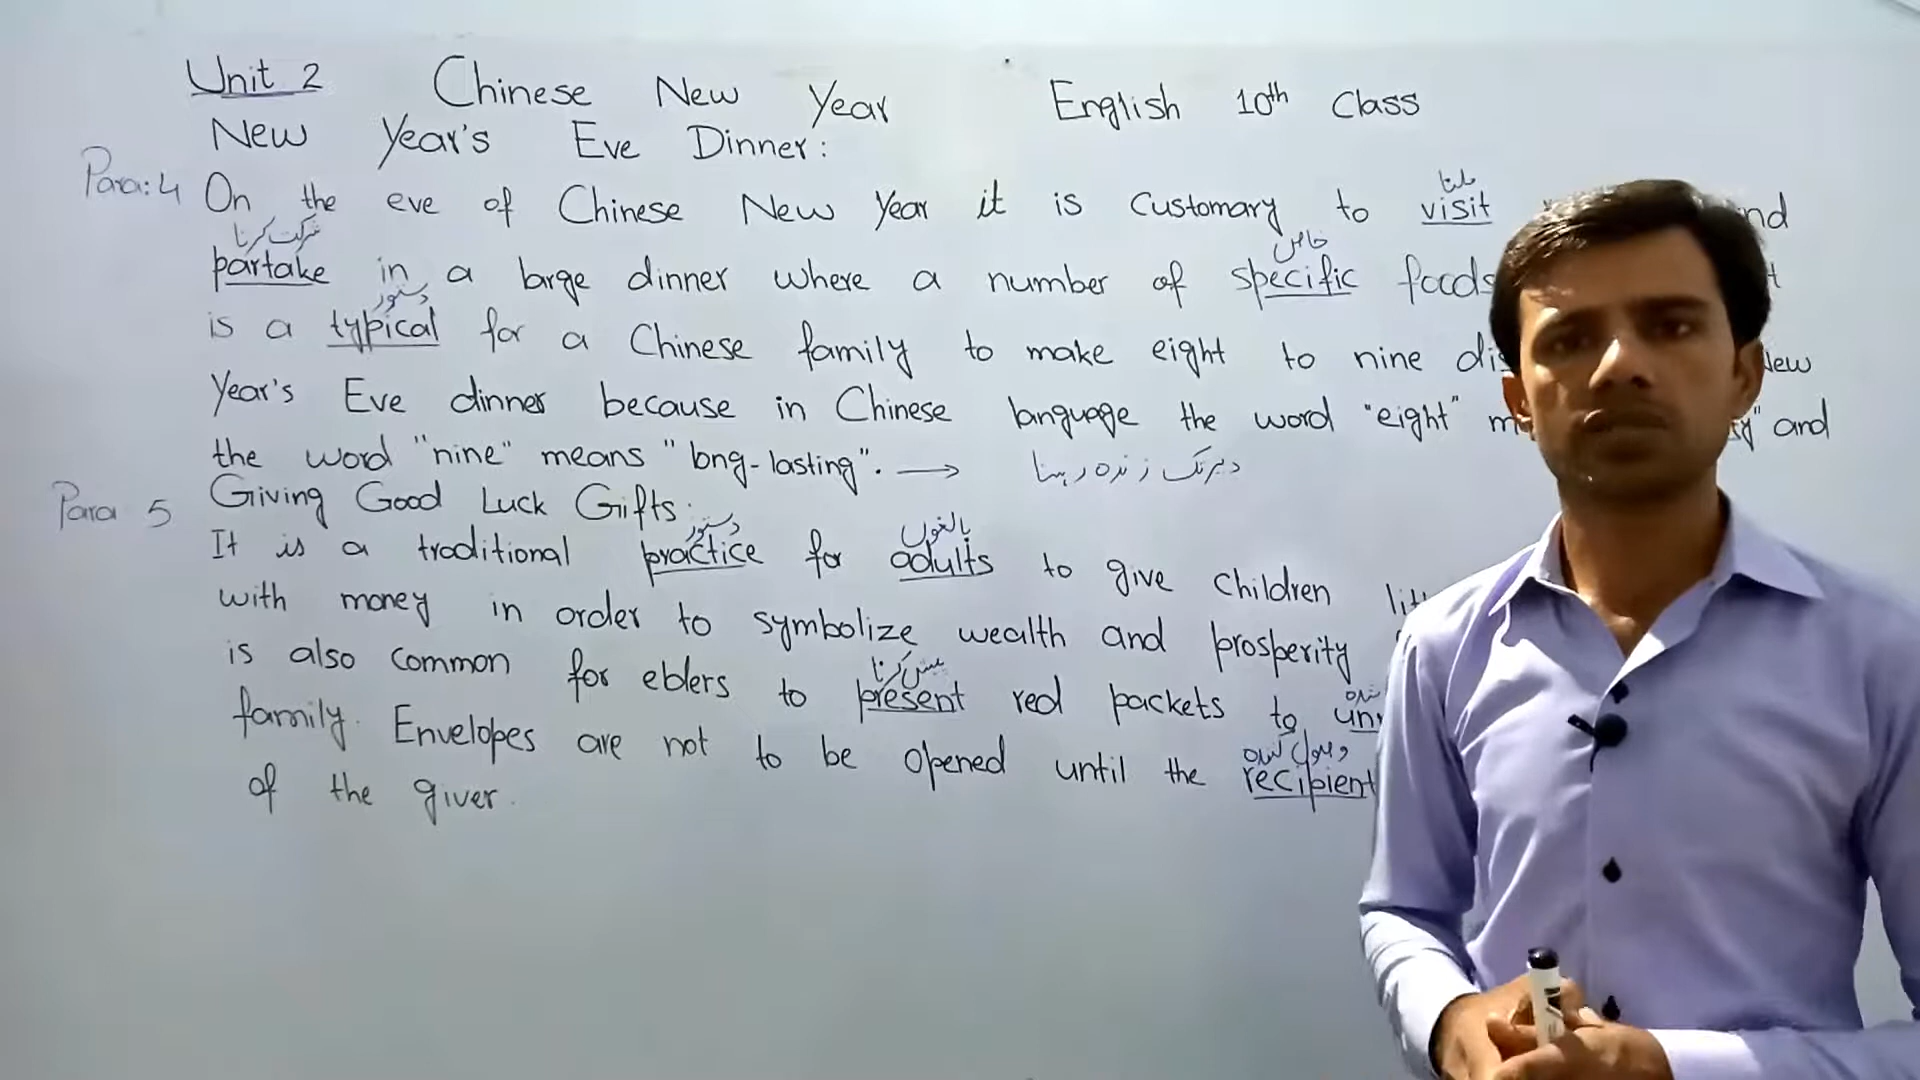 Unit 2 Chinese New Year English 10th Class
New Year's Eve Dinner:
Para: 4 On the eve of Chinese New Year it is customary to visit
ملنا
شرکت کرنا
partake in a large dinner where a number of specific foods
خاص
دستور
is a typical for a Chinese family to make eight to nine New
Year's Eve dinner because in Chinese language the word "eight" and
the word "nine" means "long-lasting". → دیر تک زندہ رہنا
Para 5 Giving Good Luck Gifts:
دستور بالغوں
It is a traditional practice for adults to give children
with money in order to symbolize wealth and prosperity
is also common for eblers to present red packets to
family. Envelopes are not to be opened until the recipient
of the giver.